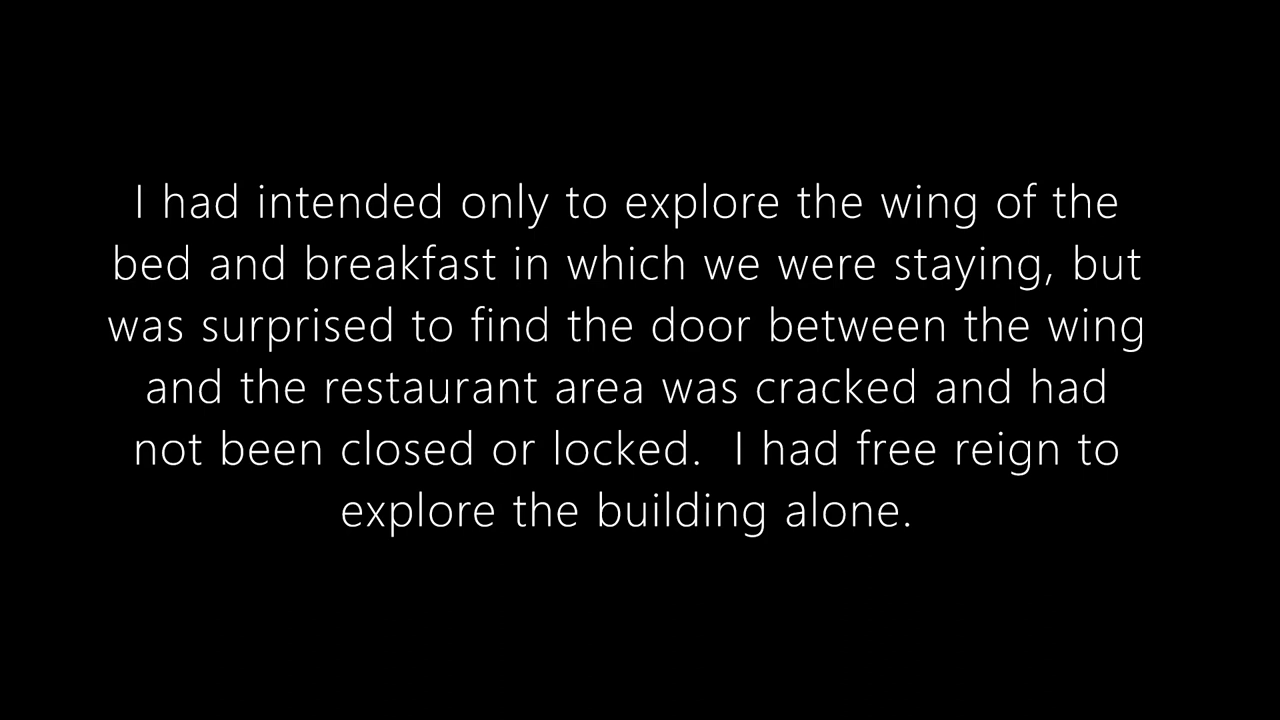 I had intended only to explore the wing of the
bed and breakfast in which we were staying, but
was surprised to find the door between the wing
and the restaurant area was cracked and had
not been closed or locked.  I had free reign to
explore the building alone.